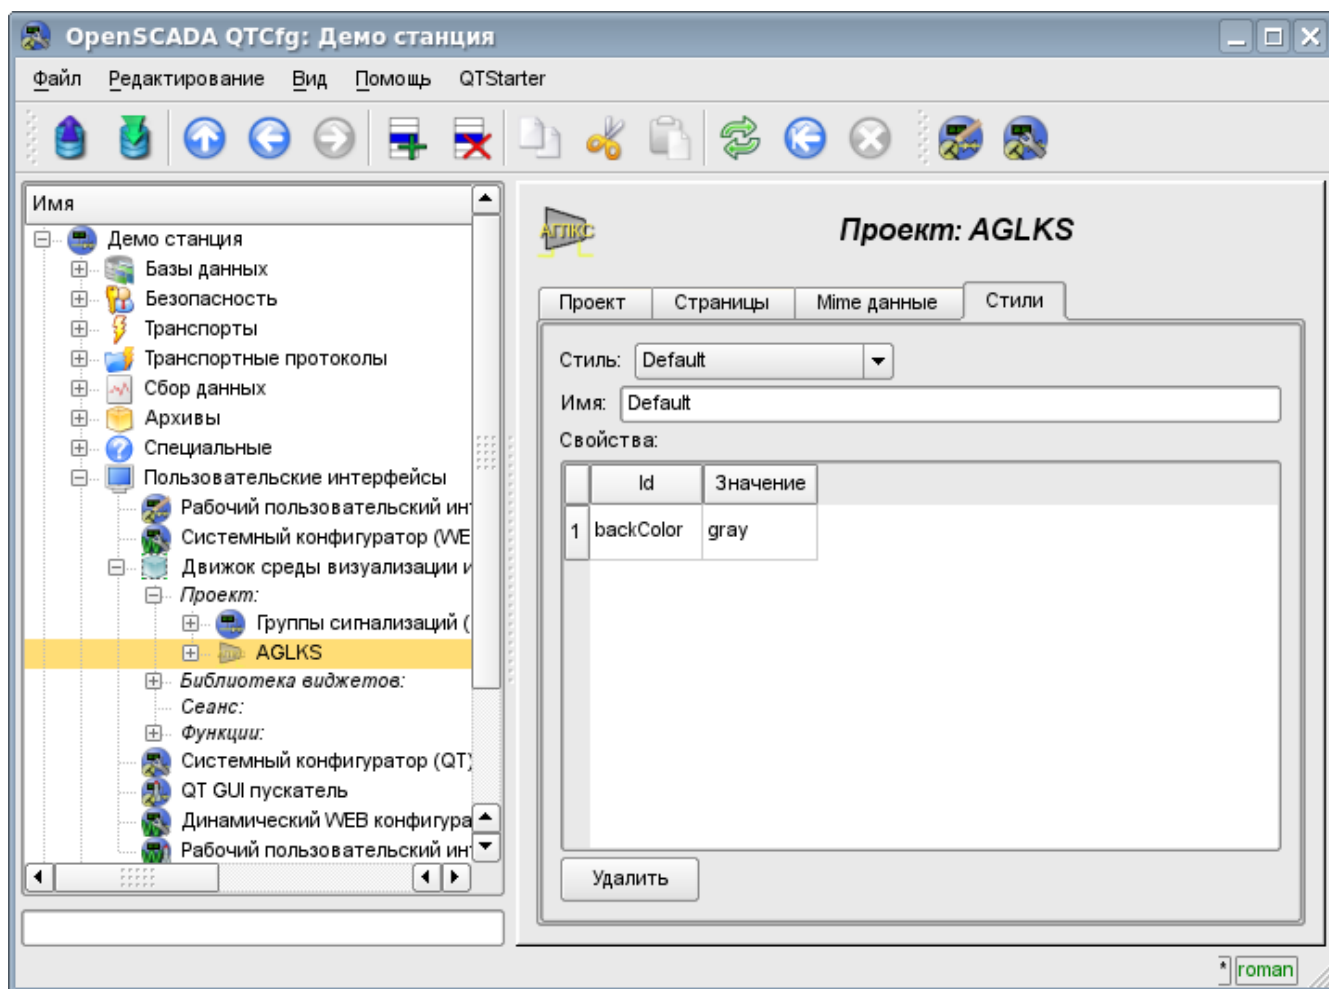 OpenSCADA QTCfg: Демо станция
Файл Редактирование Вид Помощь QTStarter
Имя
Демо станция
Базы данных
Безопасность
Транспорты
Транспортные протоколы
Сбор данных
Архивы
Специальные
Пользовательские интерфейсы
Рабочий пользовательский ин
Системный конфигуратор (WE
Движок среды визуализации и
Проект:
Группы сигнализаций (
AGLKS
Библиотека виджетов:
Сеанс:
Функции:
Системный конфигуратор (QT)
QT GUI пускатель
Динамический WEB конфигура
Рабочий пользовательский ин
АГЛКС
Проект: AGLKS
Проект Страницы Mime данные Стили
Стиль: Default
Имя: Default
Свойства:
Id Значение
1 backColor gray
Удалить
* roman